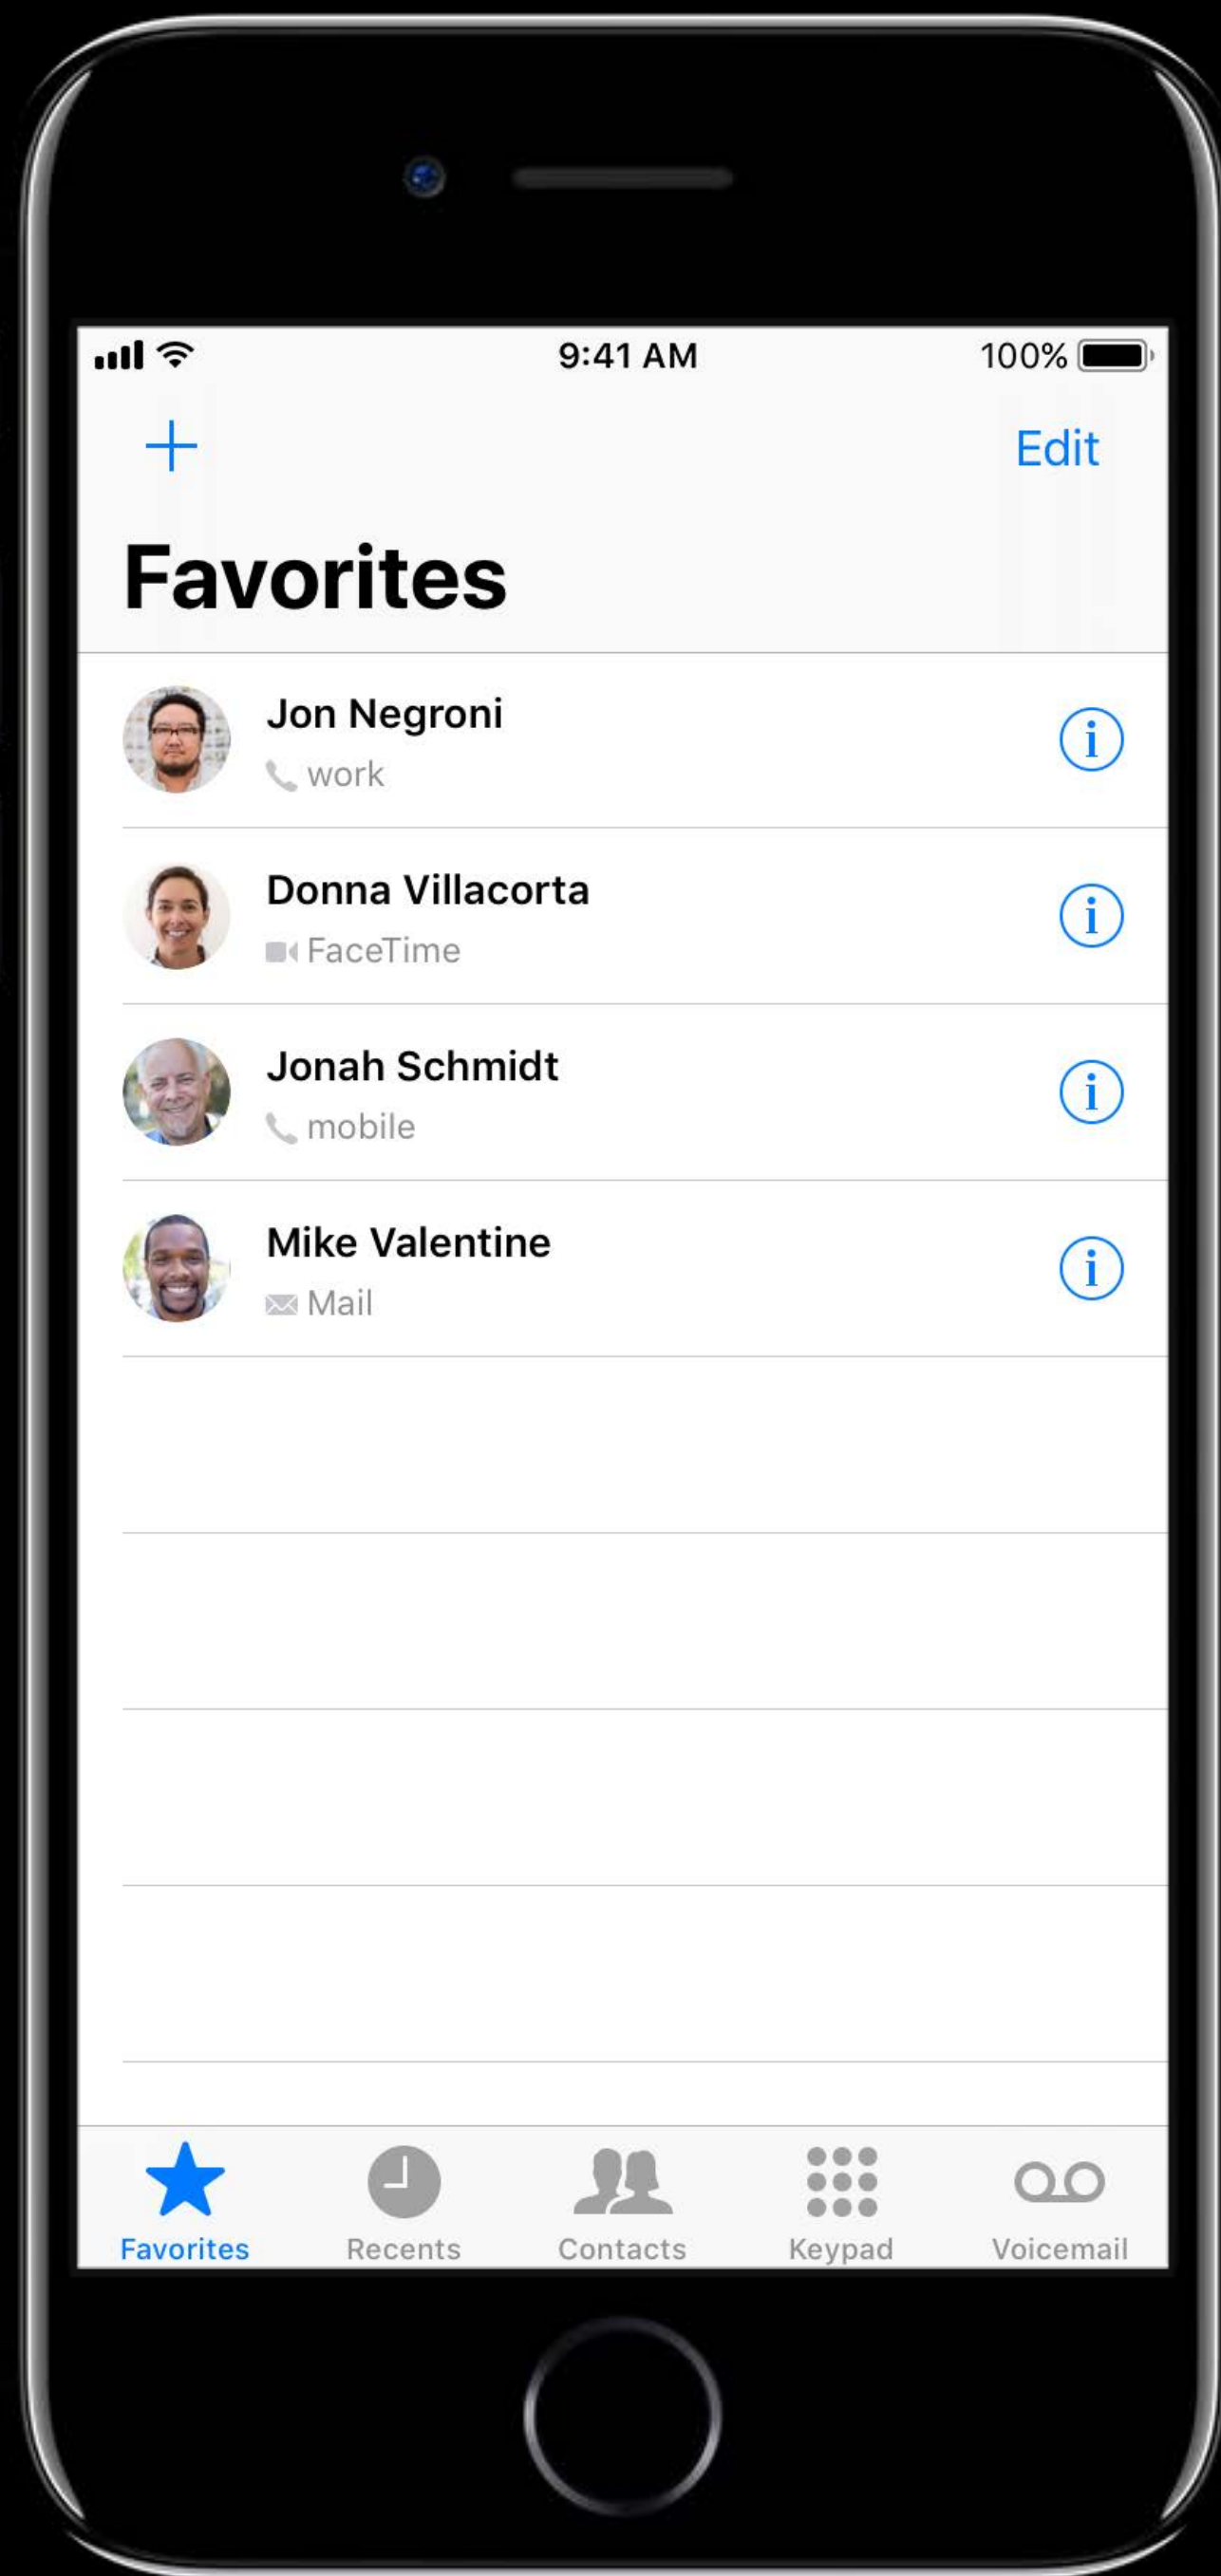 9:41 AM 100%
Edit
Favorites
Jon Negroni
work
Donna Villacorta
FaceTime
Jonah Schmidt
mobile
Mike Valentine
Mail
Favorites Recents Contacts Keypad Voicemail